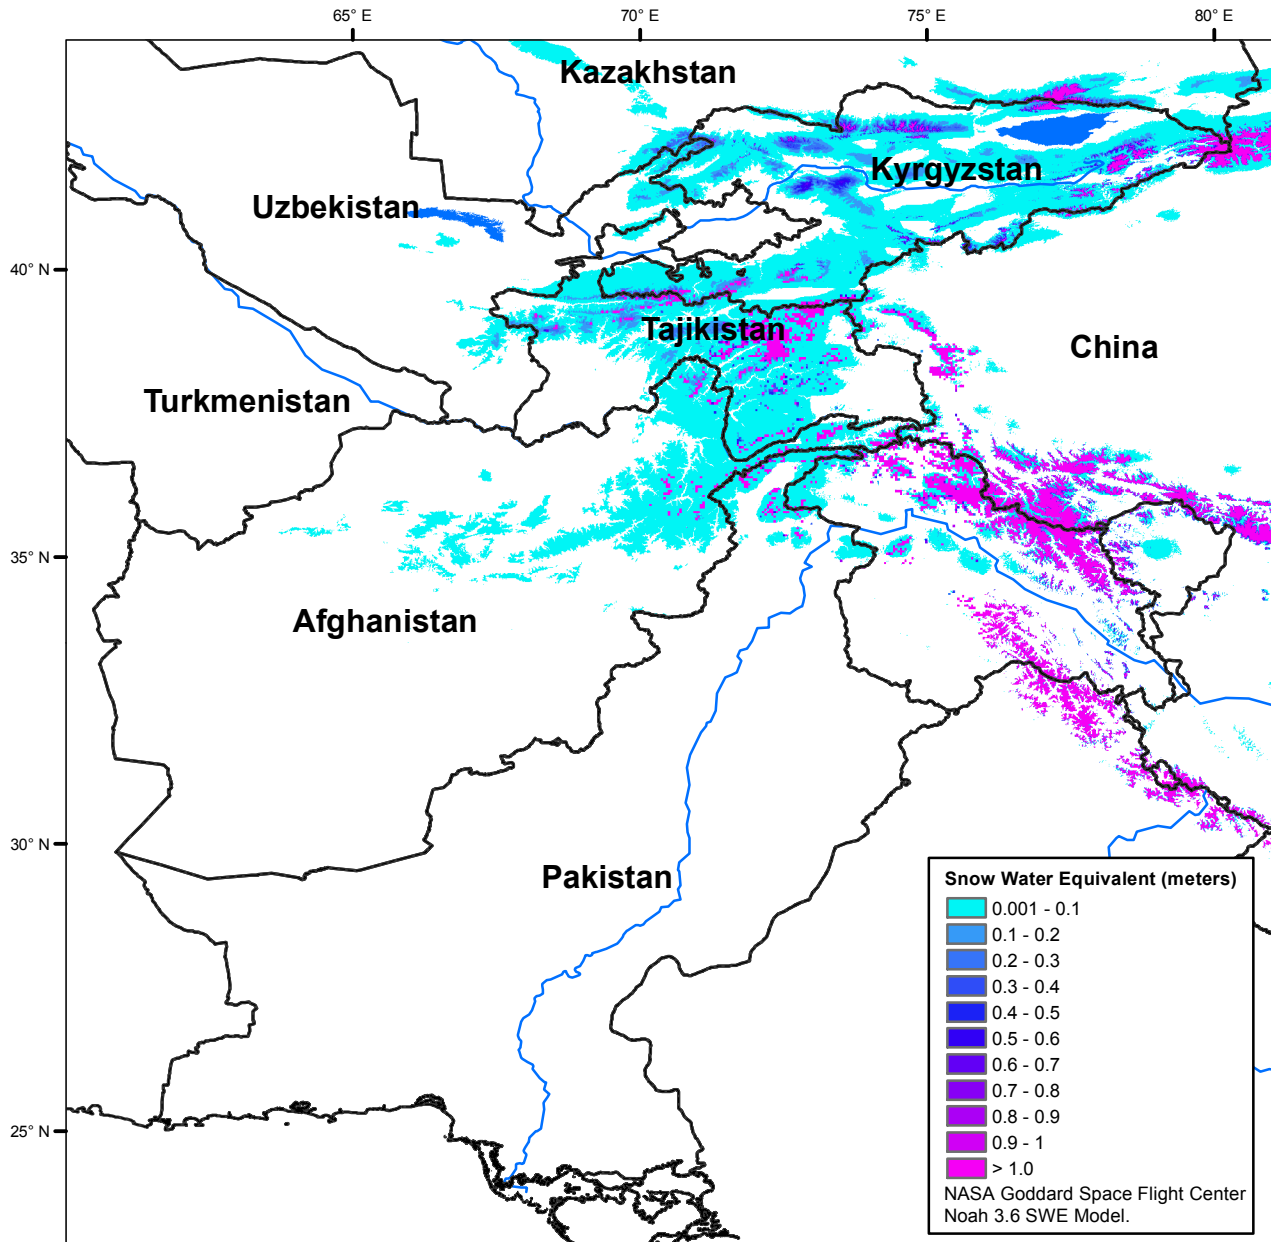 65° E
70° E
75° E
80° E
Kazakhstan
Kyrgyzstan
Uzbekistan
40° N
Tajikistan
China
Turkmenistan
35° N
Afghanistan
30° N
Pakistan
25° N
Snow Water Equivalent (meters)
0.001 - 0.1
0.1 - 0.2
0.2 - 0.3
0.3 - 0.4
0.4 - 0.5
0.5 - 0.6
0.6 - 0.7
0.7 - 0.8
0.8 - 0.9
0.9 - 1
> 1.0
NASA Goddard Space Flight Center
Noah 3.6 SWE Model.